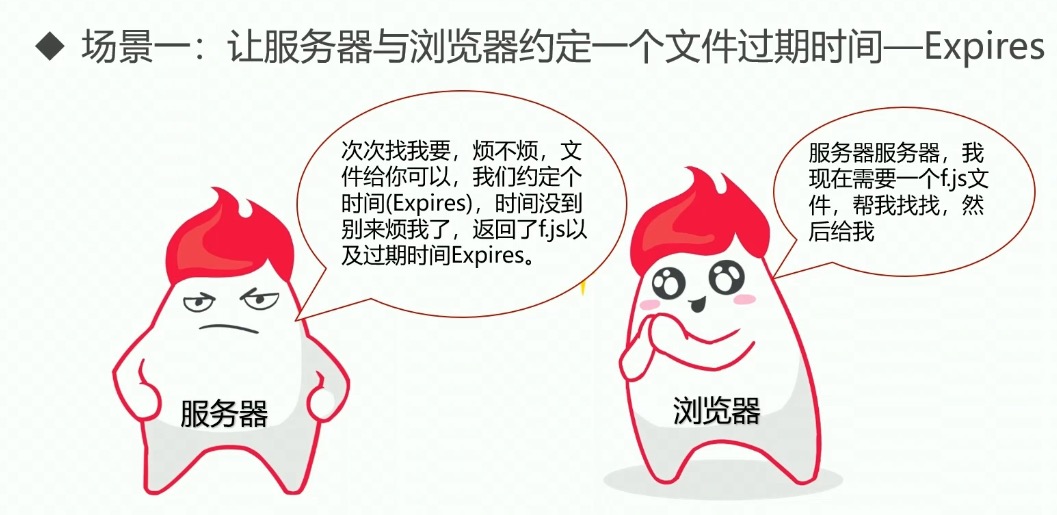 ◆ 场景一：让服务器与浏览器约定一个文件过期时间—Expires
次次找我要，烦不烦，文
件给你可以，我们约定个
时间(Expires)，时间没到
别来烦我了，返回了f.js以
及过期时间Expires。
服务器服务器，我
现在需要一个f.js文
件，帮我找找，然
后给我
服务器
浏览器